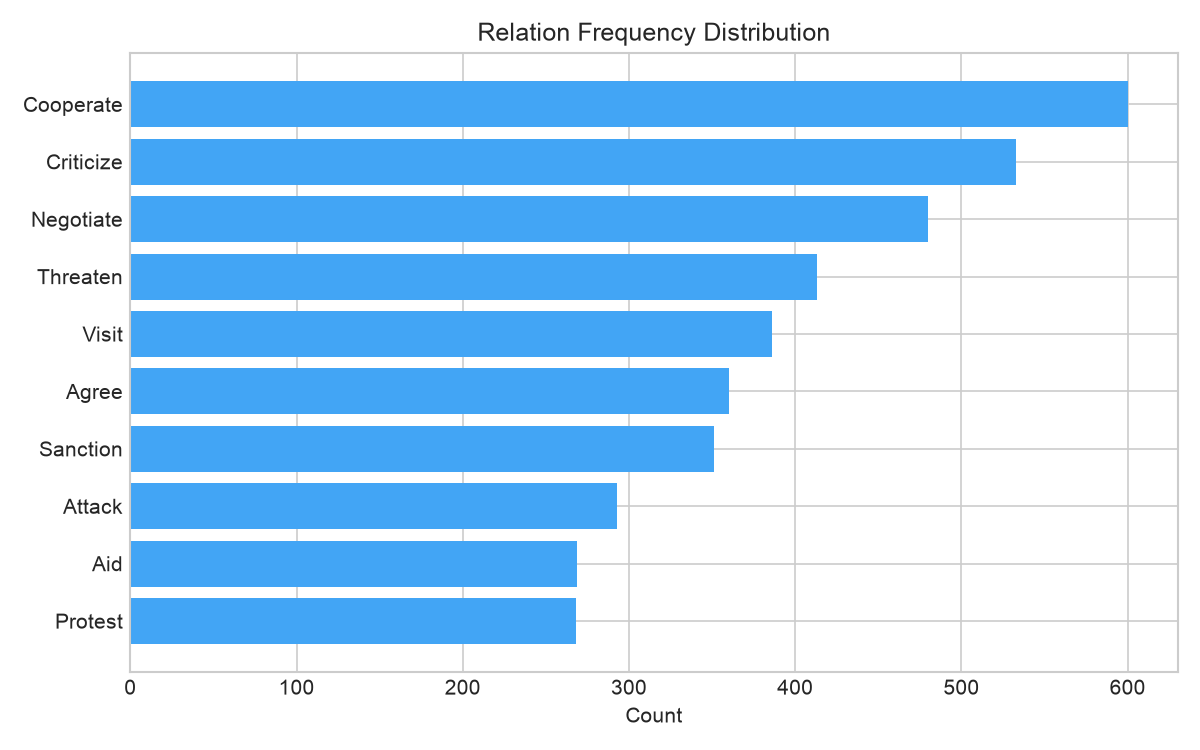 Relation Frequency Distribution
Cooperate
Criticize
Negotiate
Threaten
Visit
Agree
Sanction
Attack
Aid
Protest
0 100 200 300 400 500 600
Count